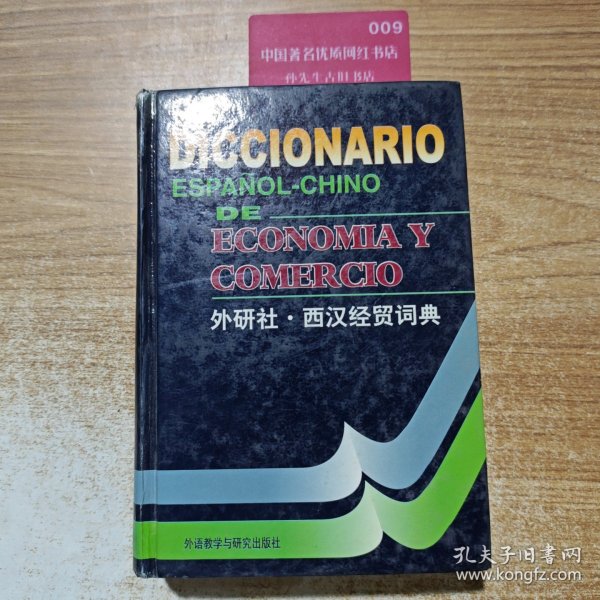 009
中国著名优质网红书店
孙先生古旧书店
DICCIONARIO
ESPAÑOL-CHINO
DE
ECONOMIA Y
COMERCIO
外研社·西汉经贸词典
外语教学与研究出版社
孔夫子旧书网
www.kongfz.com